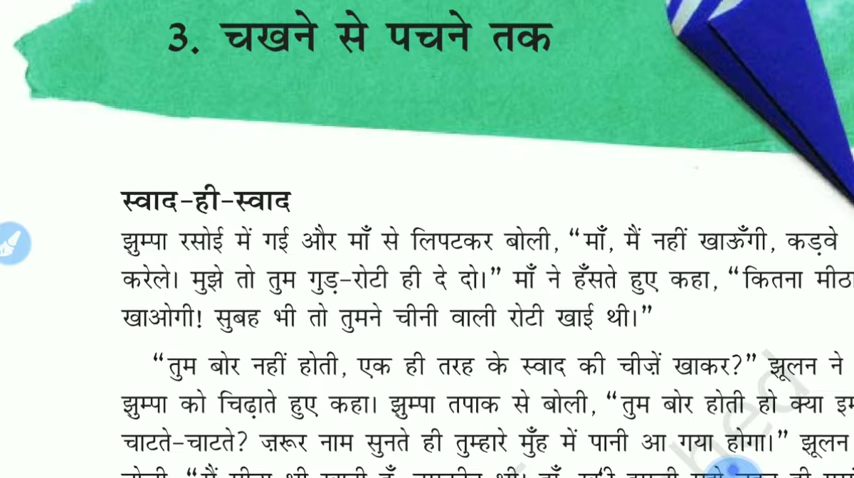 3. चखने से पचने तक
स्वाद-ही-स्वाद
झुम्पा रसोई में गई और माँ से लिपटकर बोली, “माँ, मैं नहीं खाऊँगी, कड़वे
करेले। मुझे तो तुम गुड़-रोटी ही दे दो।” माँ ने हँसते हुए कहा, “कितना
खाओगी! सुबह भी तो तुमने चीनी वाली रोटी खाई थी।”
“तुम बोर नहीं होती, एक ही तरह के स्वाद की चीज़ें खाकर?” झूलन ने
झुम्पा को चिढ़ाते हुए कहा। झुम्पा तपाक से बोली, “तुम बोर होती हो क्या
चाटते-चाटते? ज़रूर नाम सुनते ही तुम्हारे मुँह में पानी आ गया होगा।” झूलन